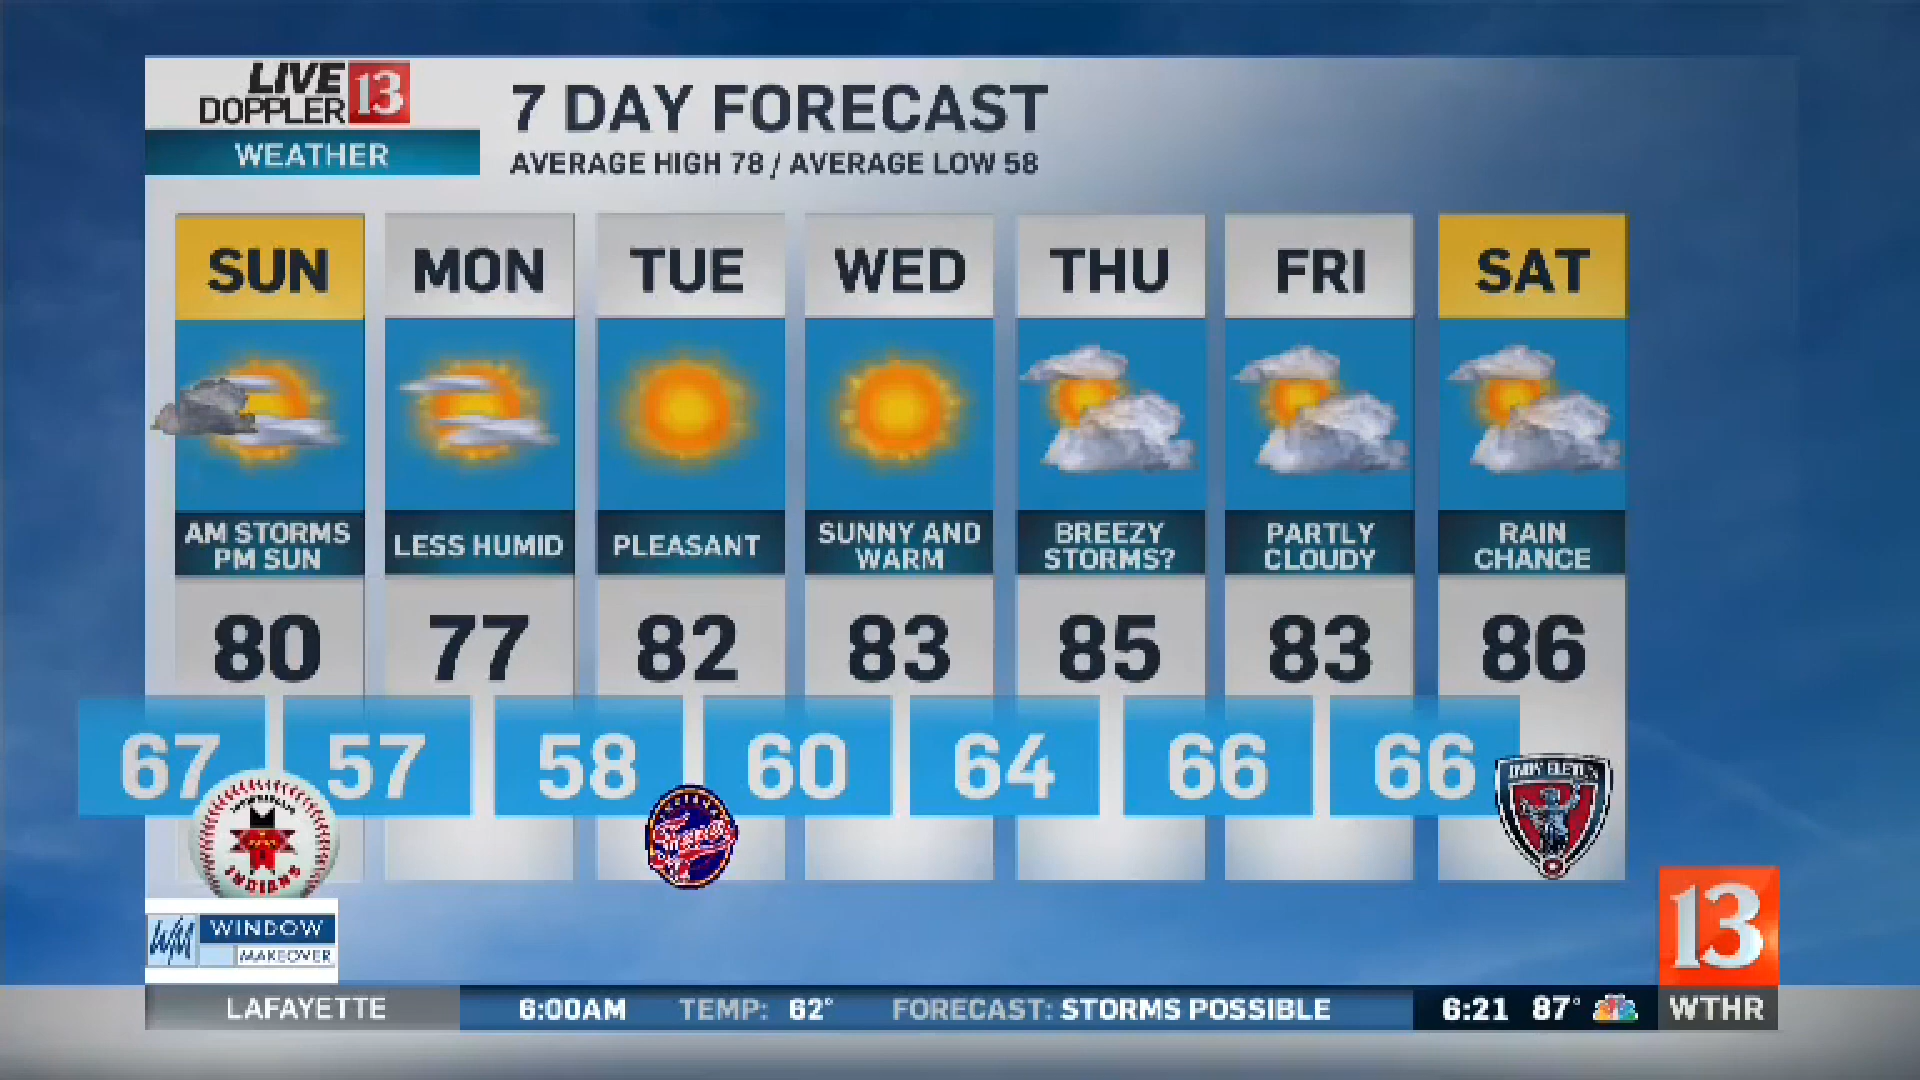 LIVE
DOPPLER 13
WEATHER
7 DAY FORECAST
AVERAGE HIGH 78 / AVERAGE LOW 58
SUN
MON
TUE
WED
THU
FRI
SAT
AM STORMS
PM SUN
LESS HUMID
PLEASANT
SUNNY AND
WARM
BREEZY
STORMS?
PARTLY
CLOUDY
RAIN
CHANCE
80
77
82
83
85
83
86
67
57
58
60
64
66
66
INDIANS
INDY ELEVEN
WM WINDOW
MAKEOVER
13
LAFAYETTE
6:00AM TEMP: 62° FORECAST: STORMS POSSIBLE
6:21 87°
WTHR